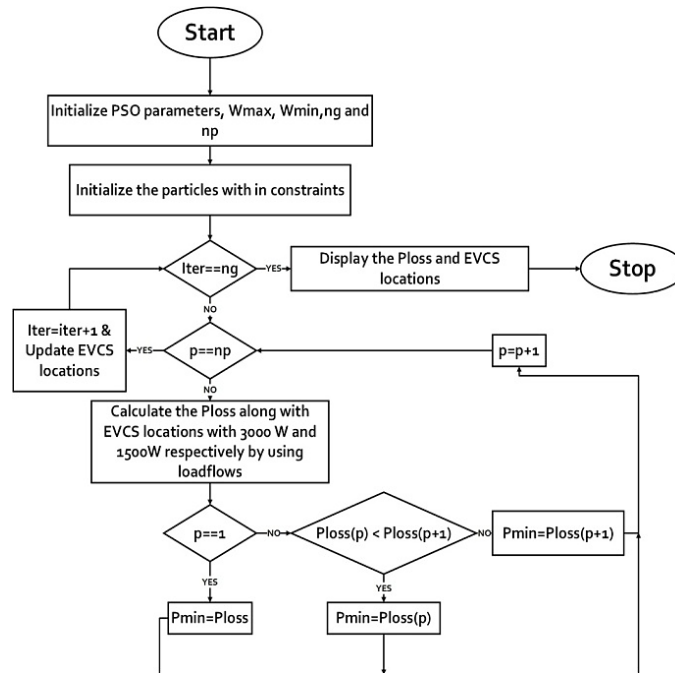 Start
Initialize PSO parameters, Wmax, Wmin,ng and
np
Initialize the particles with in constraints
Iter==ng
YES
Display the Ploss and EVCS
locations
Stop
NO
Iter=iter+1 &
Update EVCS
locations
YES
p==np
p=p+1
NO
Calculate the Ploss along with
EVCS locations with 3000 W and
1500W respectively by using
loadflows
p==1
NO
Ploss(p) < Ploss(p+1)
NO
Pmin=Ploss(p+1)
YES
YES
Pmin=Ploss
Pmin=Ploss(p)